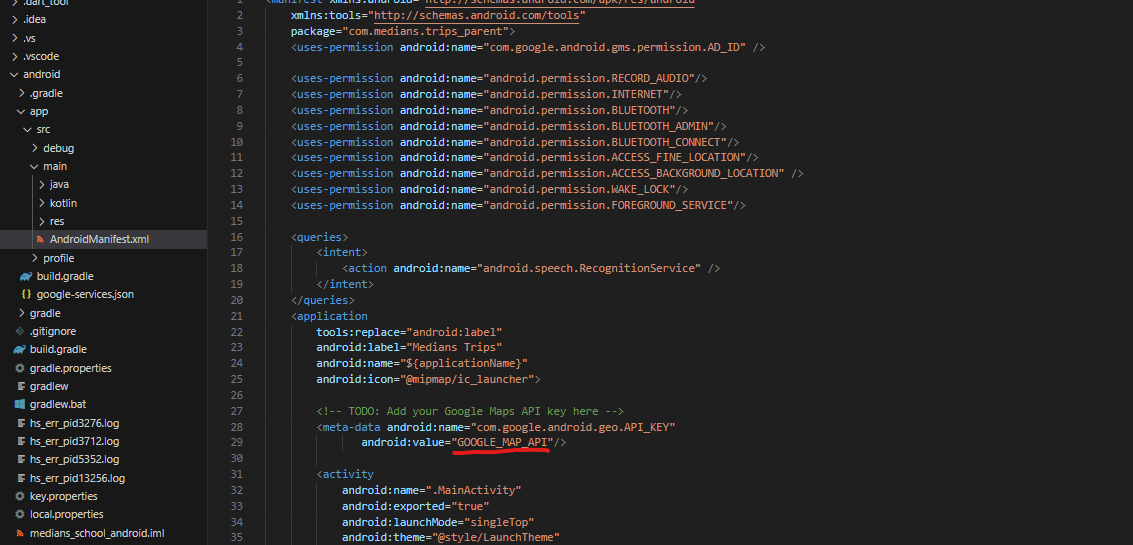 .dart_tool
.idea
.vs
.vscode
android
.gradle
app
src
debug
main
java
kotlin
res
AndroidManifest.xml
profile
build.gradle
google-services.json
gradle
.gitignore
build.gradle
gradle.properties
gradlew
gradlew.bat
hs_err_pid3276.log
hs_err_pid3712.log
hs_err_pid5352.log
hs_err_pid13256.log
key.properties
local.properties
medians_school_android.iml
1 <manifest xmlns:android="http://schemas.android.com/apk/res/android"
2 xmlns:tools="http://schemas.android.com/tools"
3 package="com.medians.trips_parent">
4 <uses-permission android:name="com.google.android.gms.permission.AD_ID" />
5
6 <uses-permission android:name="android.permission.RECORD_AUDIO"/>
7 <uses-permission android:name="android.permission.INTERNET"/>
8 <uses-permission android:name="android.permission.BLUETOOTH"/>
9 <uses-permission android:name="android.permission.BLUETOOTH_ADMIN"/>
10 <uses-permission android:name="android.permission.BLUETOOTH_CONNECT"/>
11 <uses-permission android:name="android.permission.ACCESS_FINE_LOCATION"/>
12 <uses-permission android:name="android.permission.ACCESS_BACKGROUND_LOCATION" />
13 <uses-permission android:name="android.permission.WAKE_LOCK"/>
14 <uses-permission android:name="android.permission.FOREGROUND_SERVICE"/>
15
16 <queries>
17 <intent>
18 <action android:name="android.speech.RecognitionService" />
19 </intent>
20 </queries>
21 <application
22 tools:replace="android:label"
23 android:label="Medians Trips"
24 android:name="${applicationName}"
25 android:icon="@mipmap/ic_launcher">
26
27 <!-- TODO: Add your Google Maps API key here -->
28 <meta-data android:name="com.google.android.geo.API_KEY"
29 android:value="GOOGLE_MAP_API"/>
30
31 <activity
32 android:name=".MainActivity"
33 android:exported="true"
34 android:launchMode="singleTop"
35 android:theme="@style/LaunchTheme"